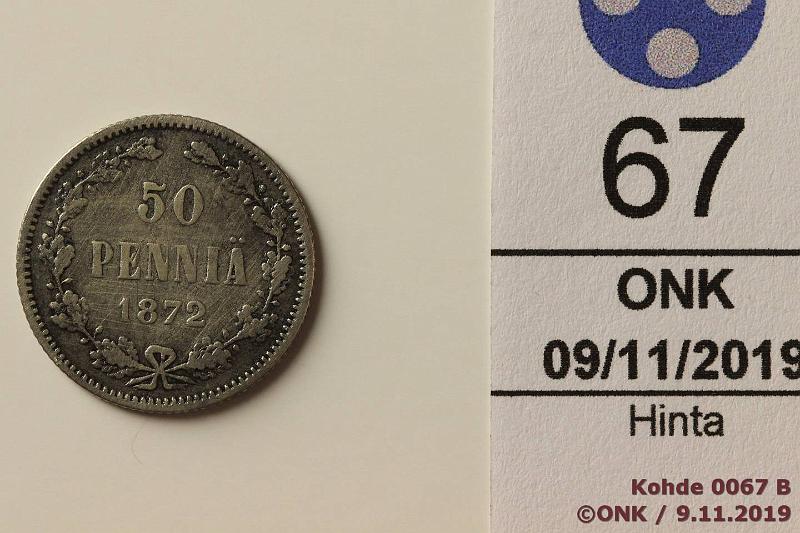 50
PENNIÄ
1872
67
ONK
09/11/2019
Hinta
Kohde 0067 B
©ONK / 9.11.2019